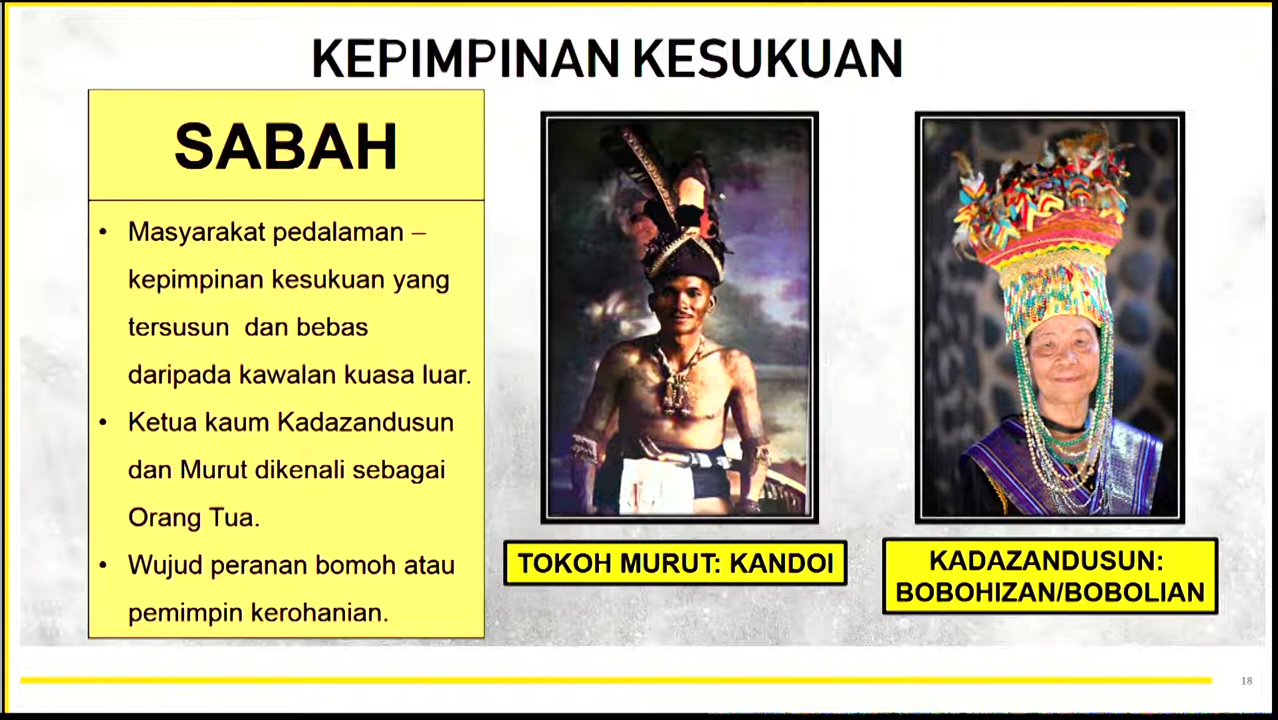 KEPIMPINAN KESUKUAN
SABAH
• Masyarakat pedalaman –
kepimpinan kesukuan yang
tersusun dan bebas
daripada kawalan kuasa luar.
• Ketua kaum Kadazandusun
dan Murut dikenali sebagai
Orang Tua.
• Wujud peranan bomoh atau
pemimpin kerohanian.
TOKOH MURUT: KANDOI
KADAZANDUSUN:
BOBOHIZAN/BOBOLIAN
18